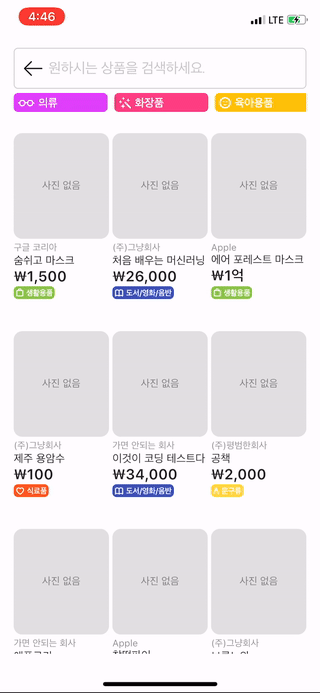 4:46
LTE
원하시는 상품을 검색하세요.
의류
화장품
육아용품
사진 없음
사진 없음
사진 없음
구글 코리아
(주)그냥회사
Apple
숨쉬고 마스크
처음 배우는 머신러닝
에어 포레스트 마스크
₩1,500
₩26,000
₩1억
생활용품
도서/영화/음반
생활용품
사진 없음
사진 없음
사진 없음
(주)그냥회사
가면 안되는 회사
(주)평범한회사
제주 용암수
이것이 코딩 테스트다
공책
₩100
₩34,000
₩2,000
식료품
도서/영화/음반
문구류
사진 없음
사진 없음
사진 없음
가면 안되는 회사
Apple
(주)그냥회사